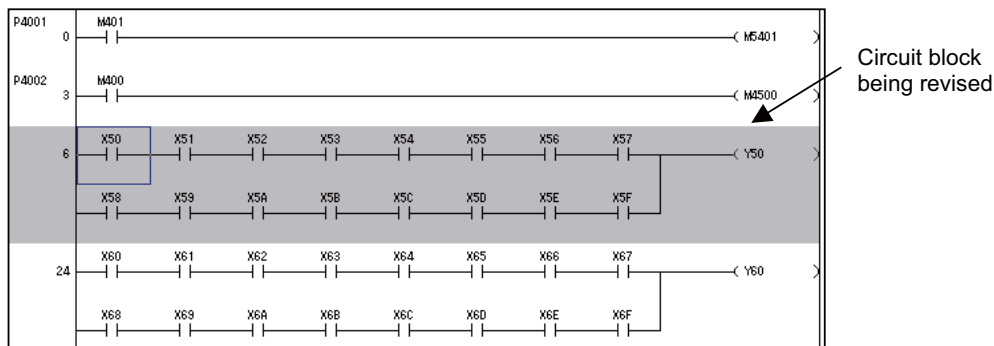 P4001 M401
0 M5401
P4002 M400
3 M4500
X50 X51 X52 X53 X54 X55 X56 X57
6 Y50
X58 X59 X5A X5B X5C X5D X5E X5F
X60 X61 X62 X63 X64 X65 X66 X67
24 Y60
X68 X69 X6A X6B X6C X6D X6E X6F
Circuit block
being revised